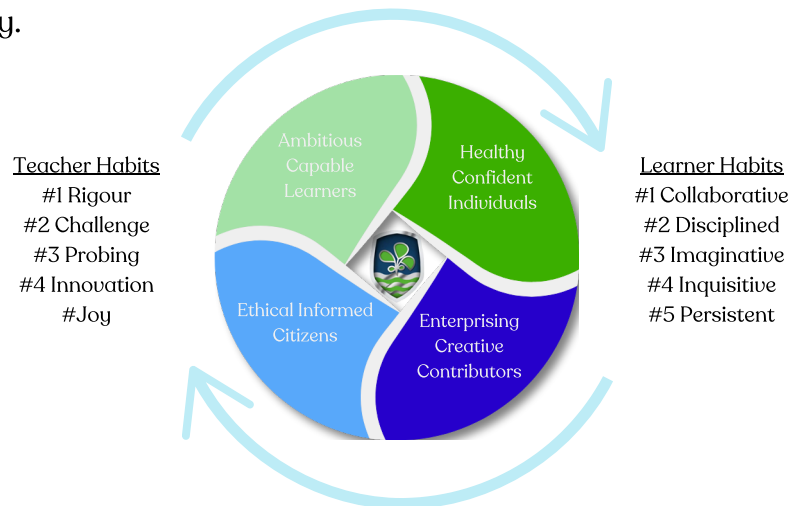 y.
Teacher Habits
#1 Rigour
#2 Challenge
#3 Probing
#4 Innovation
#Joy
Ambitious
Capable
Learners
Healthy
Confident
Individuals
Ethical Informed
Citizens
Enterprising
Creative
Contributors
Learner Habits
#1 Collaborative
#2 Disciplined
#3 Imaginative
#4 Inquisitive
#5 Persistent